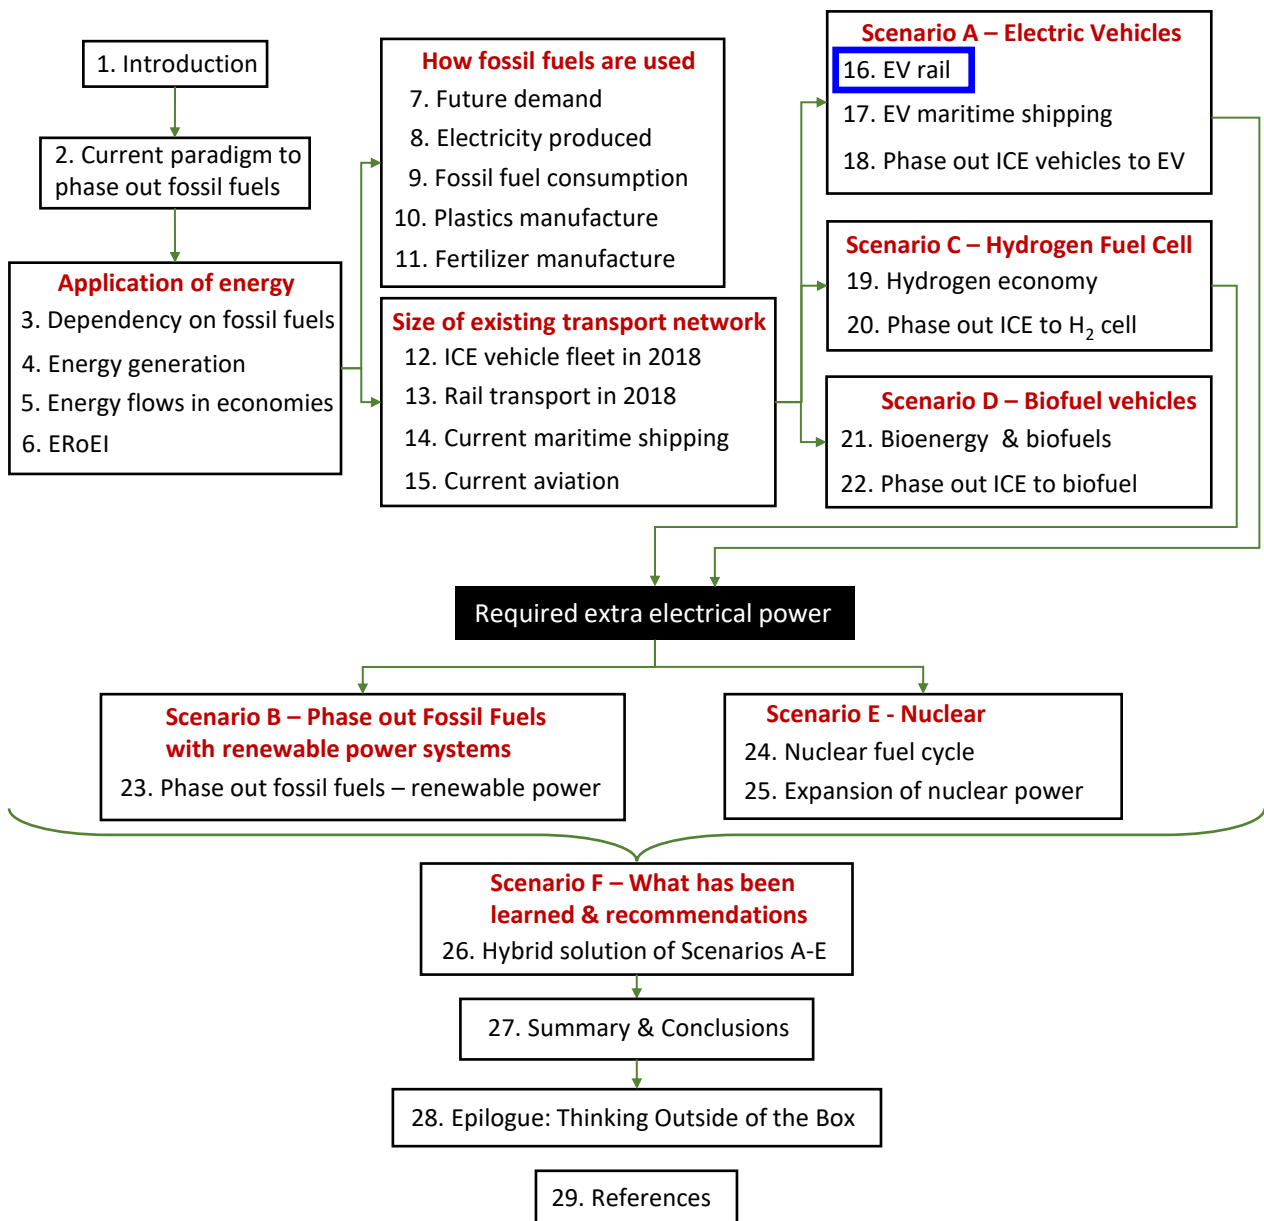 1. Introduction
2. Current paradigm to
phase out fossil fuels
Application of energy
3. Dependency on fossil fuels
4. Energy generation
5. Energy flows in economies
6. ERoEI
How fossil fuels are used
7. Future demand
8. Electricity produced
9. Fossil fuel consumption
10. Plastics manufacture
11. Fertilizer manufacture
Size of existing transport network
12. ICE vehicle fleet in 2018
13. Rail transport in 2018
14. Current maritime shipping
15. Current aviation
Scenario A – Electric Vehicles
16. EV rail
17. EV maritime shipping
18. Phase out ICE vehicles to EV
Scenario C – Hydrogen Fuel Cell
19. Hydrogen economy
20. Phase out ICE to H₂ cell
Scenario D – Biofuel vehicles
21. Bioenergy & biofuels
22. Phase out ICE to biofuel
Required extra electrical power
Scenario B – Phase out Fossil Fuels
with renewable power systems
23. Phase out fossil fuels – renewable power
Scenario E - Nuclear
24. Nuclear fuel cycle
25. Expansion of nuclear power
Scenario F – What has been
learned & recommendations
26. Hybrid solution of Scenarios A-E
27. Summary & Conclusions
28. Epilogue: Thinking Outside of the Box
29. References